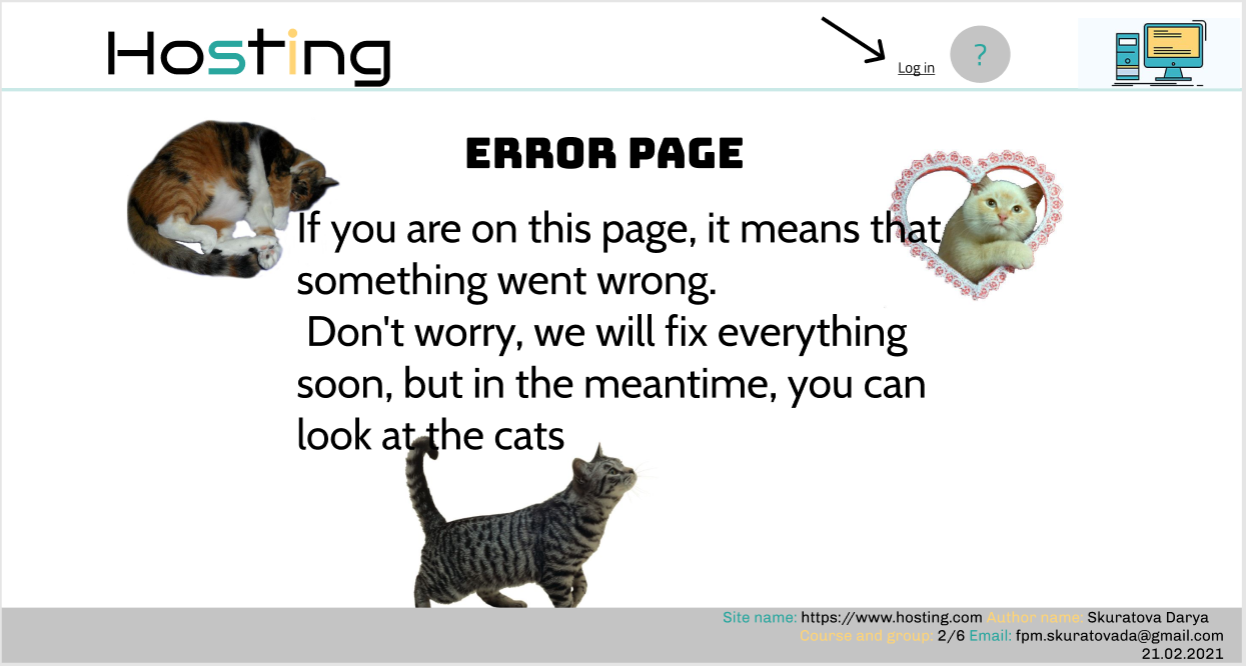 Hosting
Log in
?
ERROR PAGE
If you are on this page, it means that
something went wrong.
Don't worry, we will fix everything
soon, but in the meantime, you can
look at the cats
Site name: https://www.hosting.com Author name: Skuratova Darya
Course and group: 2/6 Email: fpm.skuratovada@gmail.com
21.02.2021